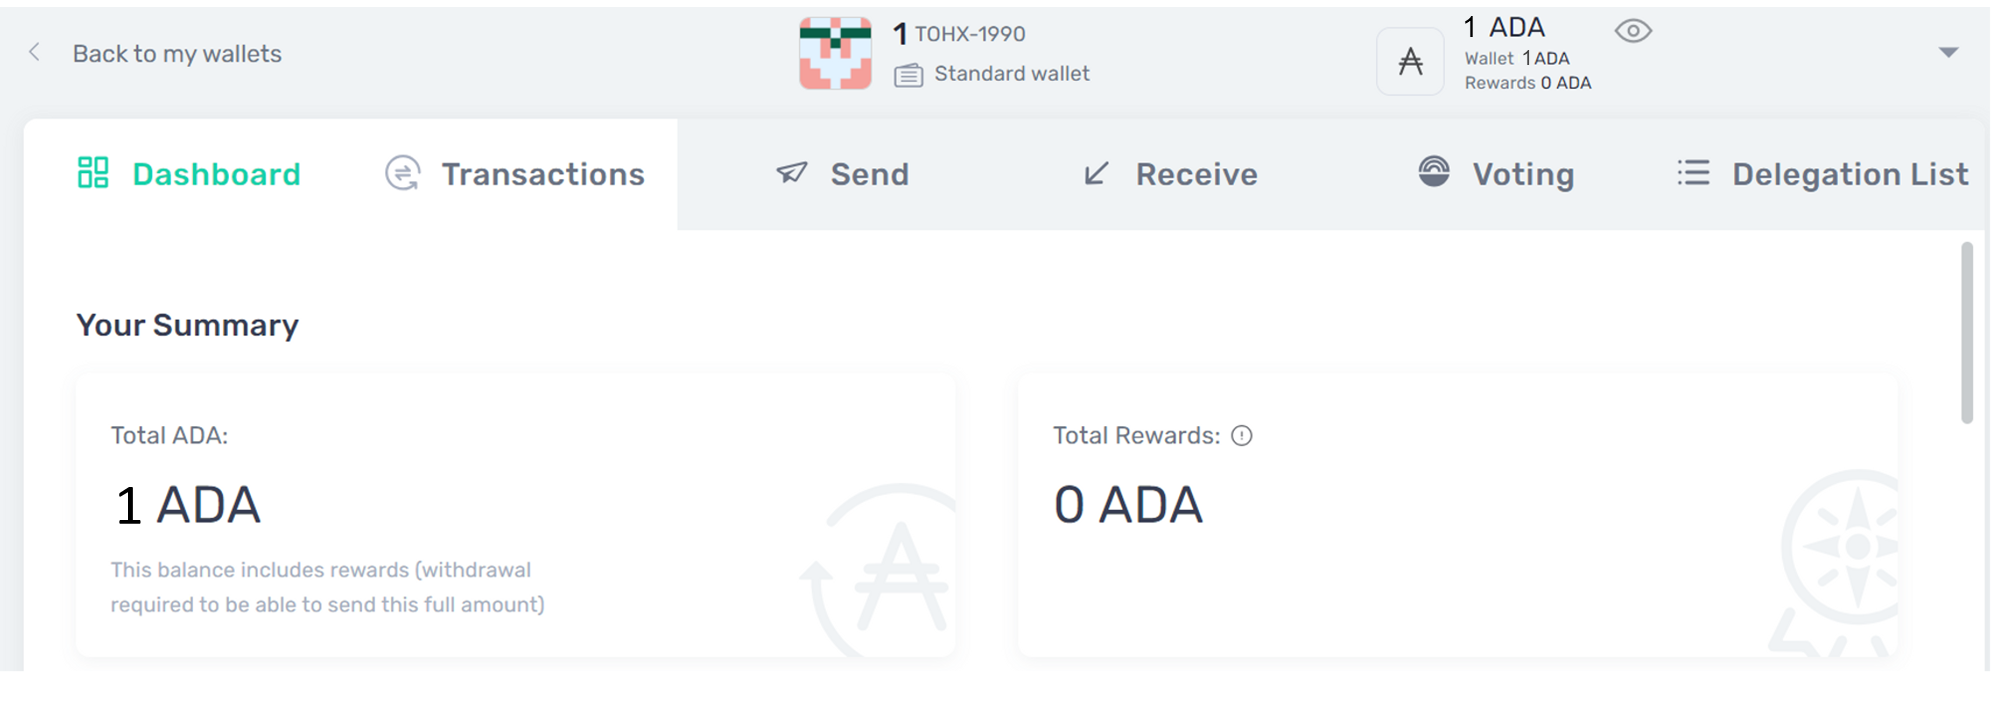 Back to my wallets
1 TOHX-1990
Standard wallet
1 ADA
Wallet 1 ADA
Rewards 0 ADA
Dashboard
Transactions
Send
Receive
Voting
Delegation List
Your Summary
Total ADA:
1 ADA
This balance includes rewards (withdrawal
required to be able to send this full amount)
Total Rewards:
0 ADA